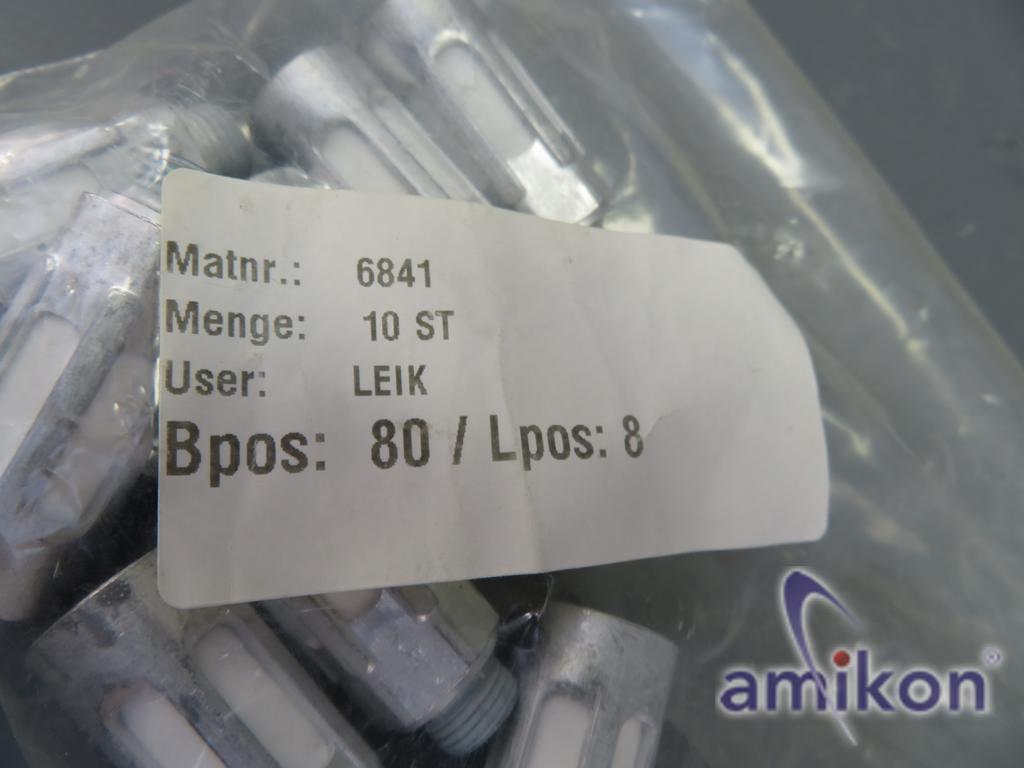 Matnr.: 6841
Menge: 10 ST
User: LEIK
Bpos: 80 / Lpos: 8
amikon®